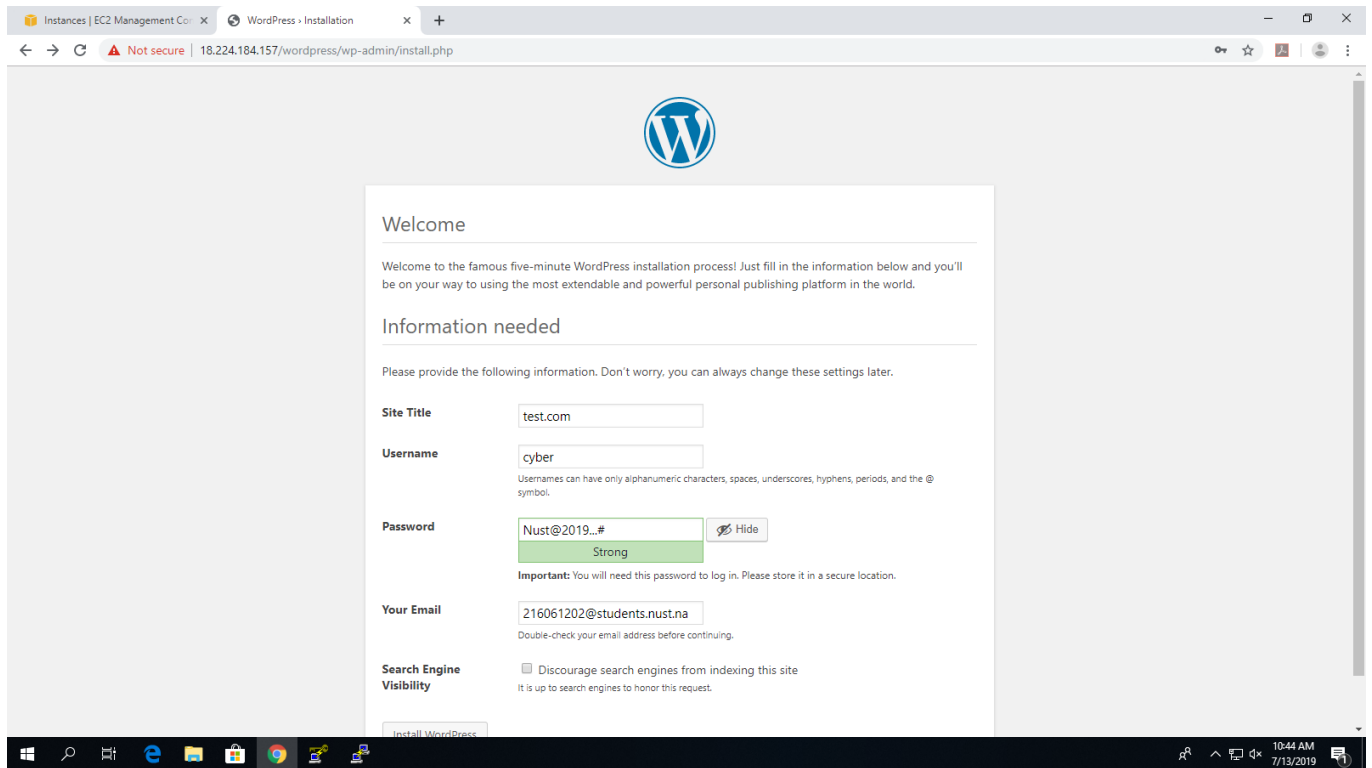 Instances | EC2 Management Con
WordPress › Installation
Not secure | 18.224.184.157/wordpress/wp-admin/install.php
Welcome
Welcome to the famous five-minute WordPress installation process! Just fill in the information below and you'll
be on your way to using the most extendable and powerful personal publishing platform in the world.
Information needed
Please provide the following information. Don't worry, you can always change these settings later.
Site Title
test.com
Username
cyber
Usernames can have only alphanumeric characters, spaces, underscores, hyphens, periods, and the @
symbol.
Password
Nust@2019...#
Hide
Strong
Important: You will need this password to log in. Please store it in a secure location.
Your Email
216061202@students.nust.na
Double-check your email address before continuing.
Search Engine
Visibility
Discourage search engines from indexing this site
It is up to search engines to honor this request.
Install WordPress
10:44 AM
7/13/2019
1